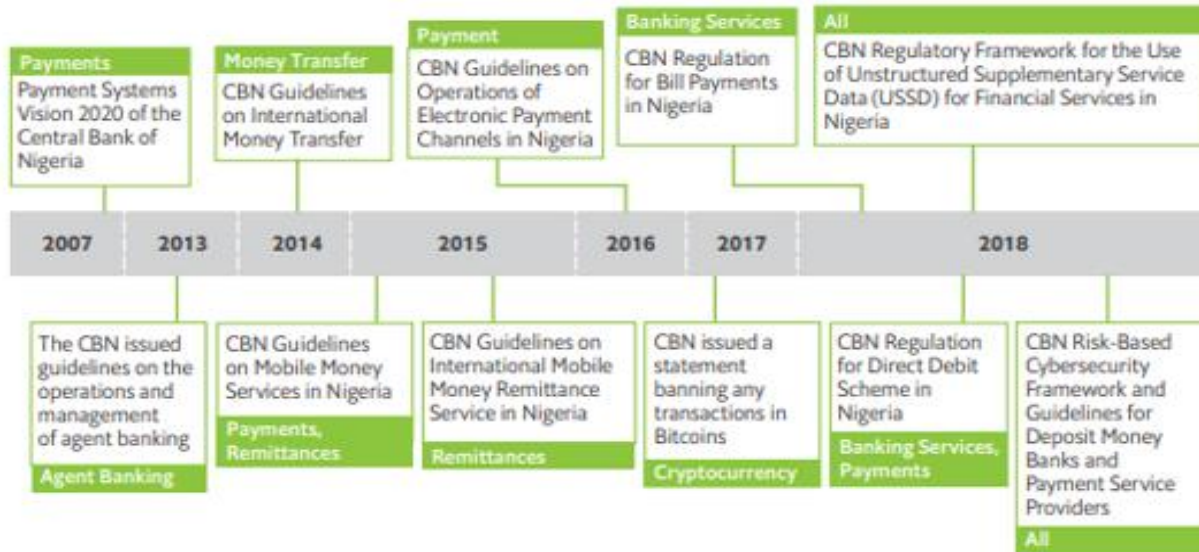 Payments
Payment Systems
Vision 2020 of the
Central Bank of
Nigeria
Money Transfer
CBN Guidelines
on International
Money Transfer
Payment
CBN Guidelines on
Operations of
Electronic Payment
Channels in Nigeria
Banking Services
CBN Regulation
for Bill Payments
in Nigeria
All
CBN Regulatory Framework for the Use
of Unstructured Supplementary Service
Data (USSD) for Financial Services in
Nigeria
2007 2013 2014 2015 2016 2017 2018
The CBN issued
guidelines on the
operations and
management
of agent banking
Agent Banking
CBN Guidelines
on Mobile Money
Services in Nigeria
Payments,
Remittances
CBN Guidelines on
International Mobile
Money Remittance
Service in Nigeria
Remittances
CBN issued a
statement
banning any
transactions in
Bitcoins
Cryptocurrency
CBN Regulation
for Direct Debit
Scheme in
Nigeria
Banking Services,
Payments
CBN Risk-Based
Cybersecurity
Framework and
Guidelines for
Deposit Money
Banks and
Payment Service
Providers
All